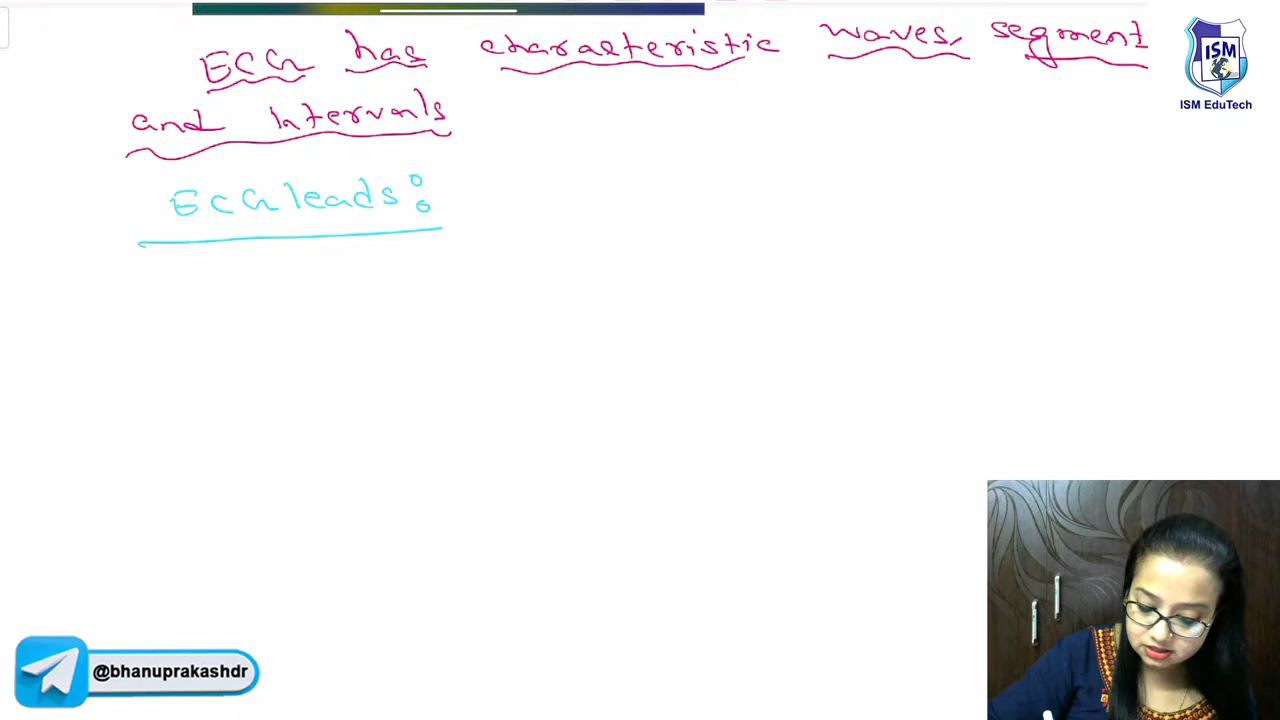 ECG has characteristic waves, segment
and intervals
ECG leads:
ISM
ISM EduTech
@bhanuprakashdr